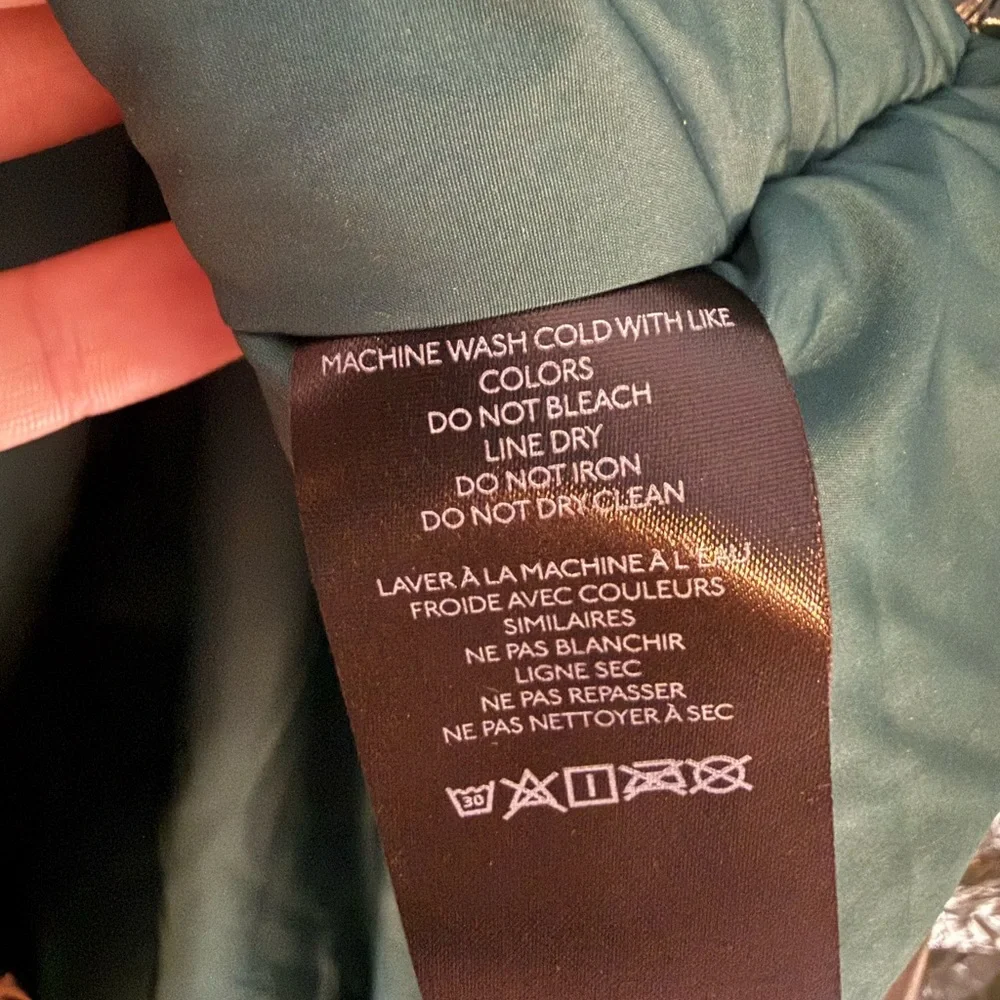 MACHINE WASH COLD WITH LIKE
COLORS
DO NOT BLEACH
LINE DRY
DO NOT IRON
DO NOT DRY CLEAN
LAVER À LA MACHINE À L'EAU
FROIDE AVEC COULEURS
SIMILAIRES
NE PAS BLANCHIR
LIGNE SEC
NE PAS REPASSER
NE PAS NETTOYER À SEC
30